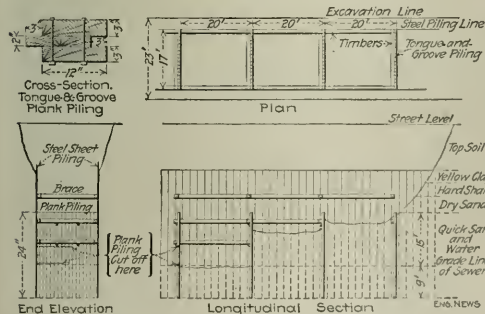 Excavation Line
20' 20' 20' Steel Piling Line
23'
17'
Timbers
Tongue-and-
Groove Piling
Plan
3"
2"
3"
3"
12"
Cross-Section.
Tongue-&-Groove
Plank Piling
Street Level
Steel Sheet
Piling
Brace
Plank Piling
24"
Plank
Piling
Cut off
here
End Elevation
Top Soil
Yellow Cla
Hard Sha
Dry Sand
Quick San
and
Water
Grade Line
of Sewer
15'
9'
Longitudinal Section
ENG. NEWS